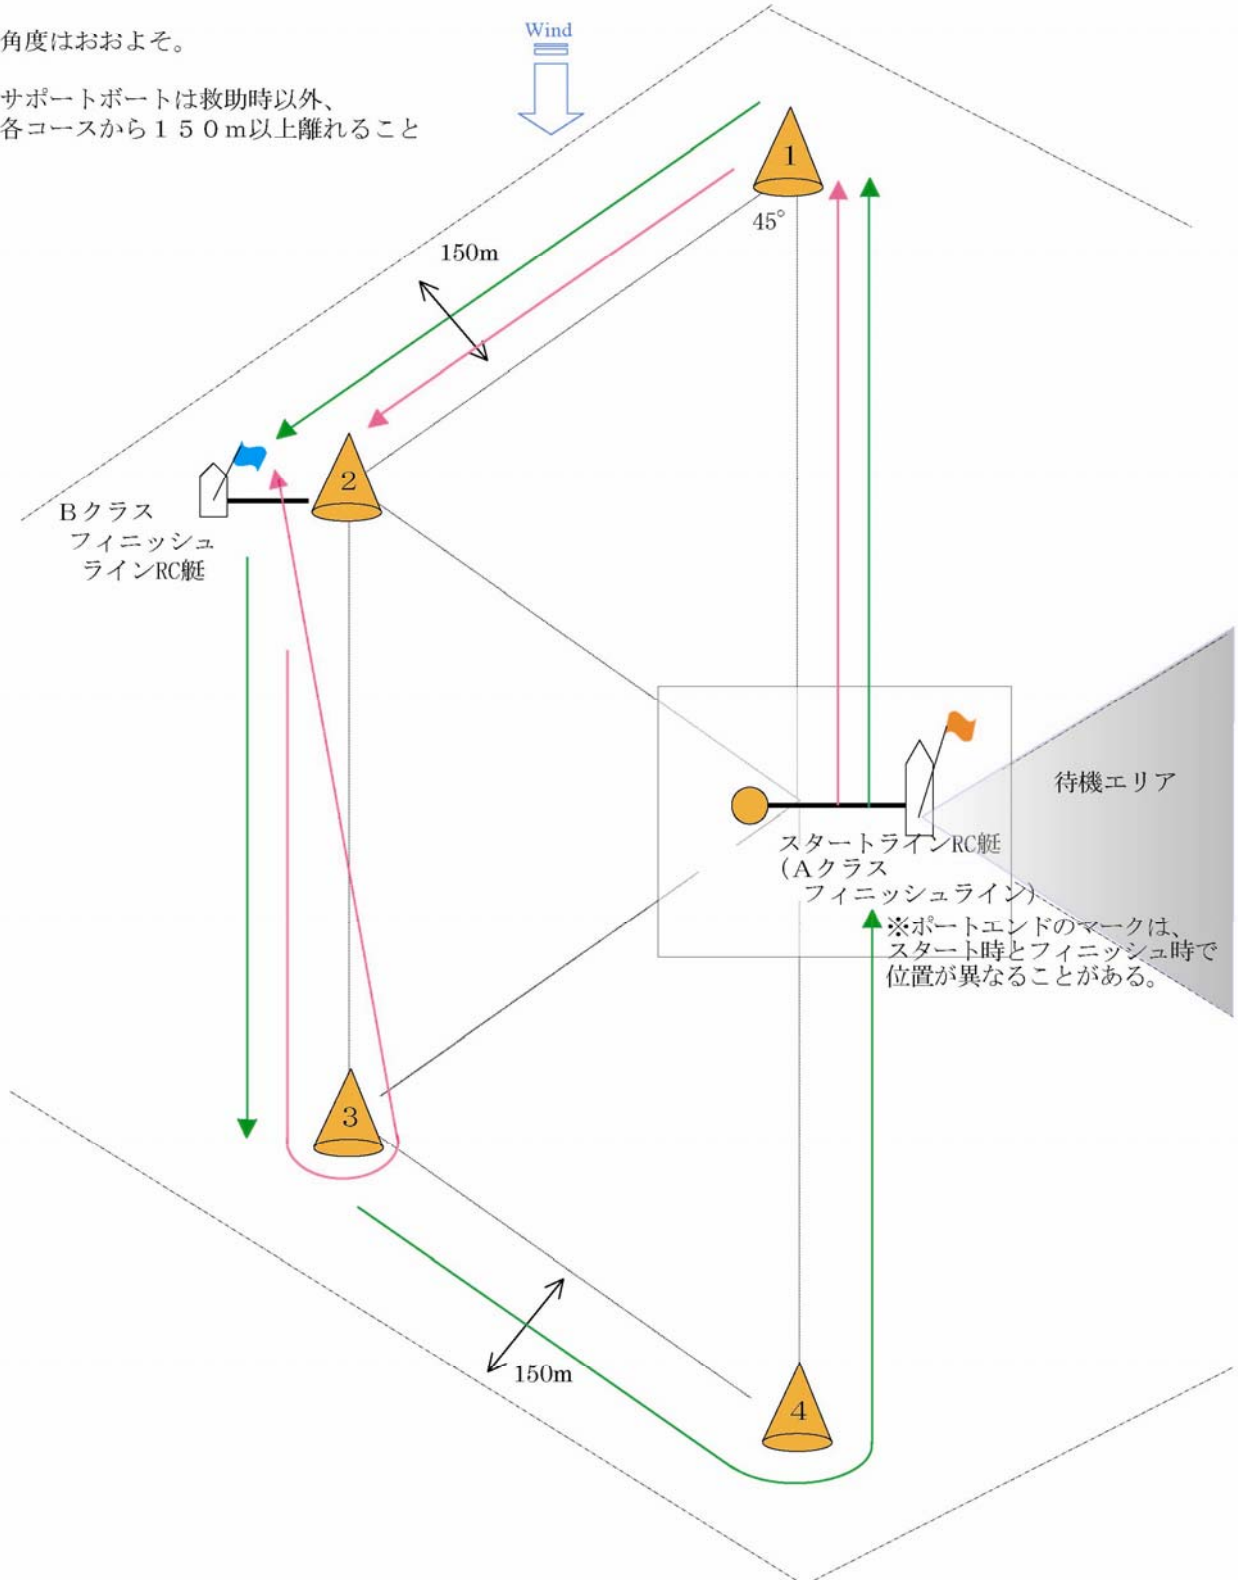 角度はおおよそ。
Wind
サポートボートは救助時以外、
各コースから１５０ｍ以上離れること
1
45°
150m
2
Ｂクラス
フィニッシュ
ラインRC艇
待機エリア
スタートラインRC艇
（Ａクラス
フィニッシュライン）
※ポートエンドのマークは、
スタート時とフィニッシュ時で
位置が異なることがある。
3
150m
4